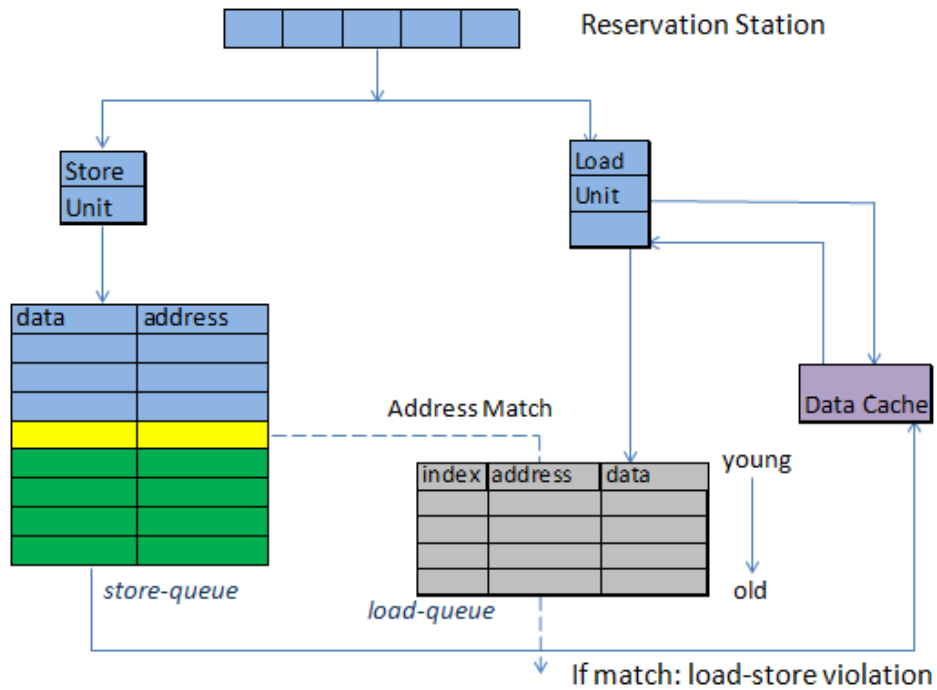 Reservation Station
Store
Unit
Load
Unit
data address
Data Cache
Address Match
index address data
young
old
store-queue
load-queue
If match: load-store violation